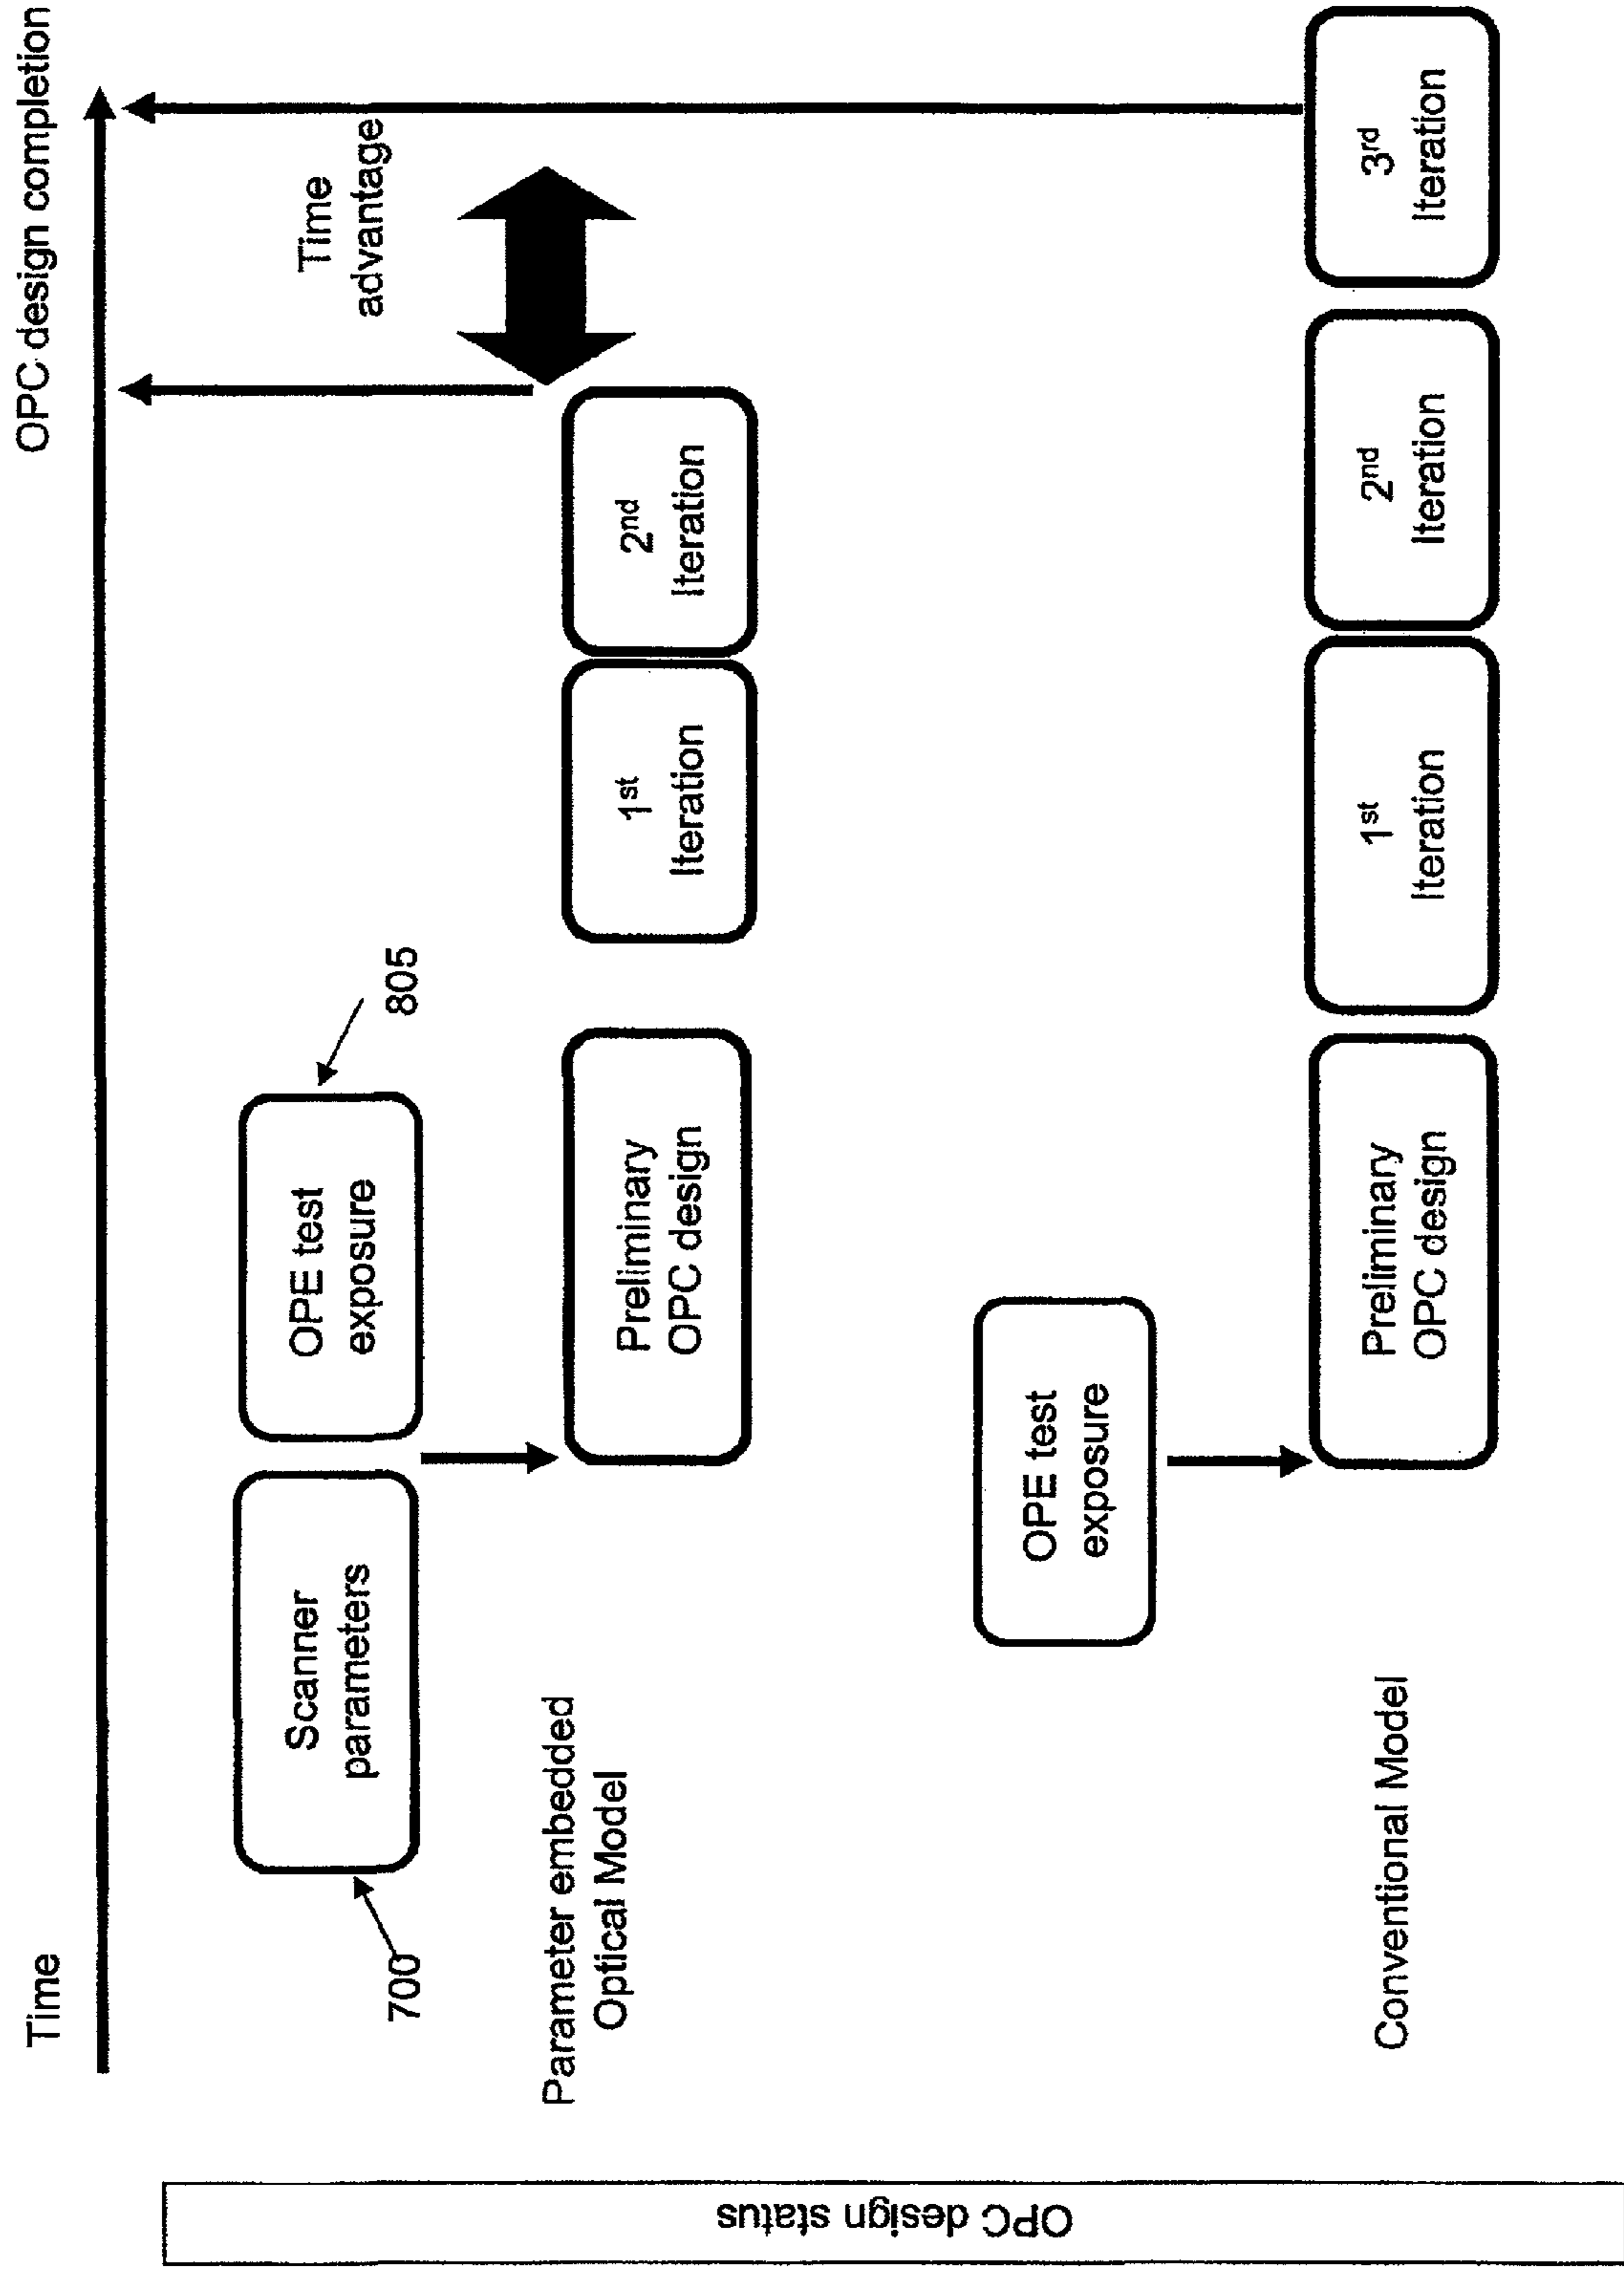 Time
OPC design completion
Scanner
parameters
700
OPE test
exposure
805
Time
advantage
Parameter embedded
Optical Model
Preliminary
OPC design
1st
Iteration
2nd
Iteration
OPE test
exposure
Conventional Model
Preliminary
OPC design
1st
Iteration
2nd
Iteration
3rd
Iteration
OPC design status